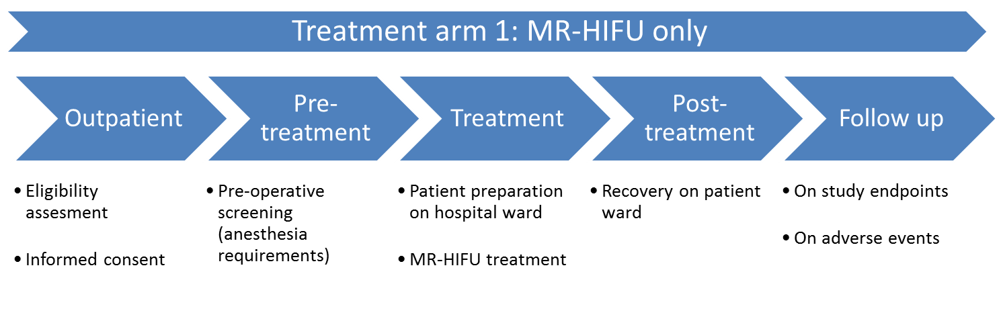 Treatment arm 1: MR-HIFU only
Outpatient
Pre-
treatment
Treatment
Post-
treatment
Follow up
• Eligibility
assesment
• Informed consent
• Pre-operative
screening
(anesthesia
requirements)
• Patient preparation
on hospital ward
• MR-HIFU treatment
• Recovery on patient
ward
• On study endpoints
• On adverse events